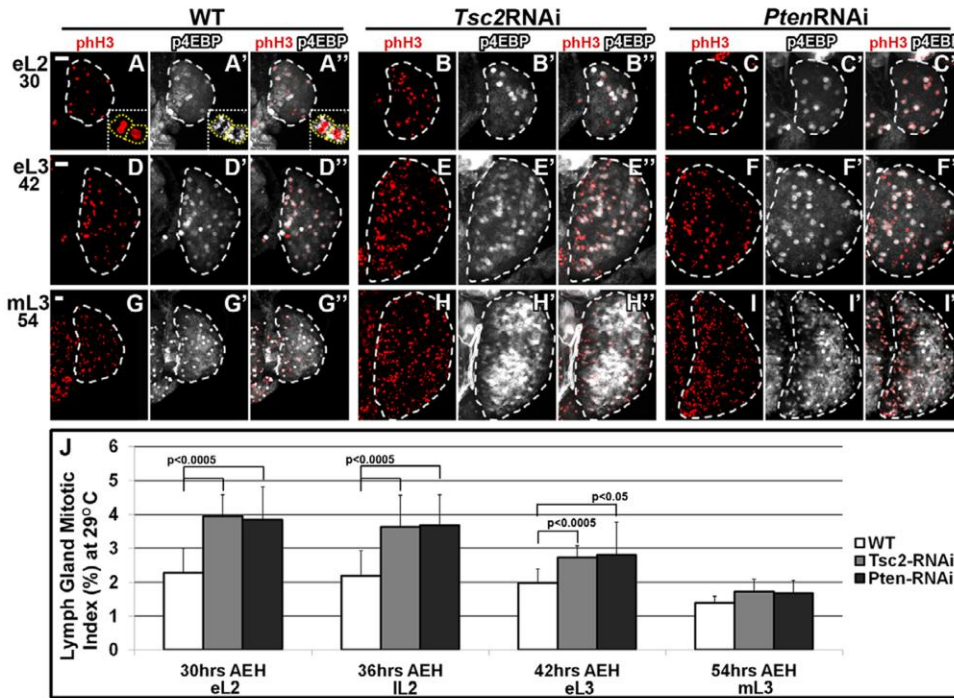 WT
Tsc2RNAi
PtenRNAi
phH3 p4EBP phH3 p4EBP
phH3 p4EBP phH3 p4EBP
phH3 p4EBP phH3 p4EBP
eL2
30
A A' A'' B B' B'' C C' C''
eL3
42
D D' D'' E E' E'' F F' F''
mL3
54
G G' G'' H H' H'' I I' I''
J
Lymph Gland Mitotic
Index (%) at 29° C
6
5
4
3
2
1
0
p<0.0005
p<0.0005
p<0.05
p<0.0005
WT
Tsc2-RNAi
Pten-RNAi
30hrs AEH
eL2
36hrs AEH
lL2
42hrs AEH
eL3
54hrs AEH
mL3